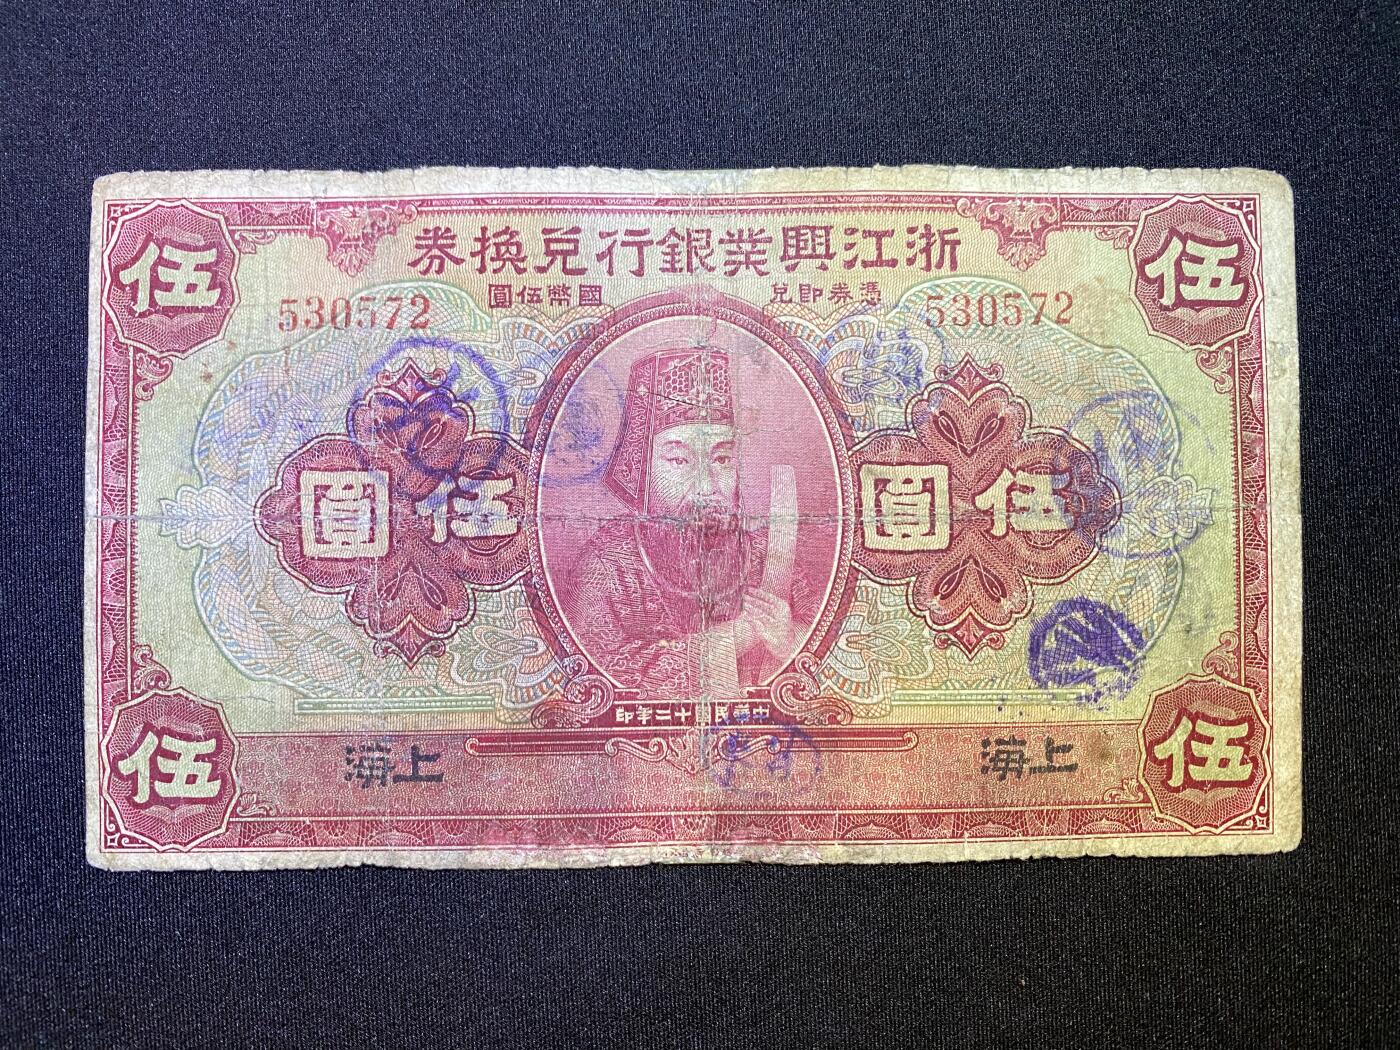 浙江興業銀行兌換券
憑券即兌 國幣伍圓
伍 伍
530572 530572
伍圓 伍圓
中華民國十二年印
上海 上海
伍 伍